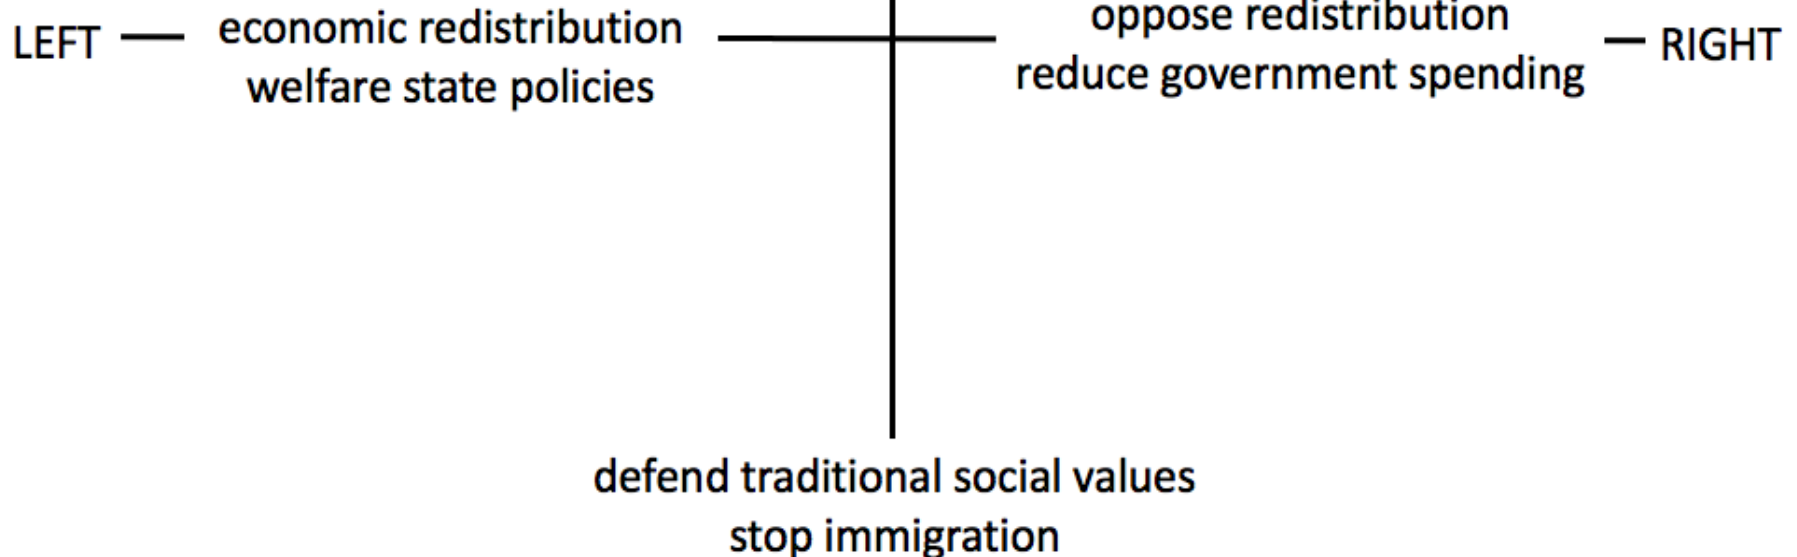 LEFT
economic redistribution
welfare state policies
oppose redistribution
reduce government spending
RIGHT
defend traditional social values
stop immigration